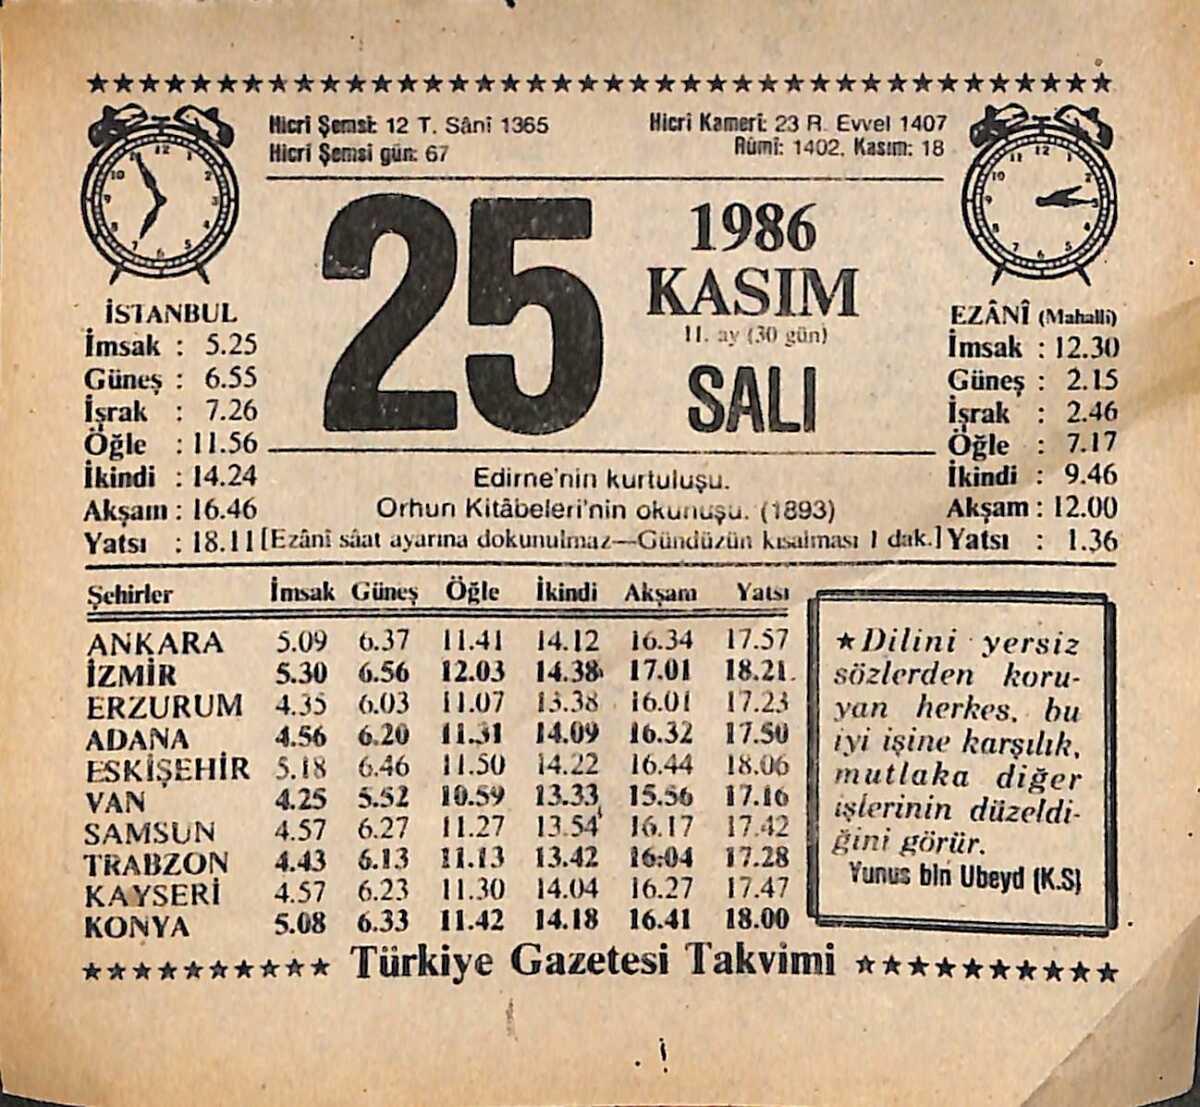 Hicrî Şemsî: 12 T. Sânî 1365
Hicrî Şemsî gün: 67
Hicrî Kamerî: 23 R. Evvel 1407
Rûmî: 1402, Kasım: 18
25
1986
KASIM
11. ay (30 gün)
SALI
İSTANBUL
İmsak : 5.25
Güneş : 6.55
İşrak : 7.26
Öğle : 11.56
İkindi : 14.24
Akşam : 16.46
Yatsı : 18.11
EZÂNÎ (Mahalli)
İmsak : 12.30
Güneş : 2.15
İşrak : 2.46
Öğle : 7.17
İkindi : 9.46
Akşam : 12.00
Yatsı : 1.36
Edirne'nin kurtuluşu.
Orhun Kitâbeleri'nin okunuşu. (1893)
[Ezânî sâat ayarına dokunulmaz—Gündüzün kısalması 1 dak.]
Şehirler İmsak Güneş Öğle İkindi Akşam Yatsı
ANKARA 5.09 6.37 11.41 14.12 16.34 17.57
İZMİR 5.30 6.56 12.03 14.38 17.01 18.21
ERZURUM 4.35 6.03 11.07 13.38 16.01 17.23
ADANA 4.56 6.20 11.31 14.09 16.32 17.50
ESKİŞEHİR 5.18 6.46 11.50 14.22 16.44 18.06
VAN 4.25 5.52 10.59 13.33 15.56 17.16
SAMSUN 4.57 6.27 11.27 13.54 16.17 17.42
TRABZON 4.43 6.13 11.13 13.42 16.04 17.28
KAYSERİ 4.57 6.23 11.30 14.04 16.27 17.47
KONYA 5.08 6.33 11.42 14.18 16.41 18.00
★Dilini yersiz
sözlerden koru-
yan herkes, bu
iyi işine karşılık,
mutlaka diğer
işlerinin düzeldi-
ğini görür.
Yunus bin Ubeyd (K.S)
Türkiye Gazetesi Takvimi